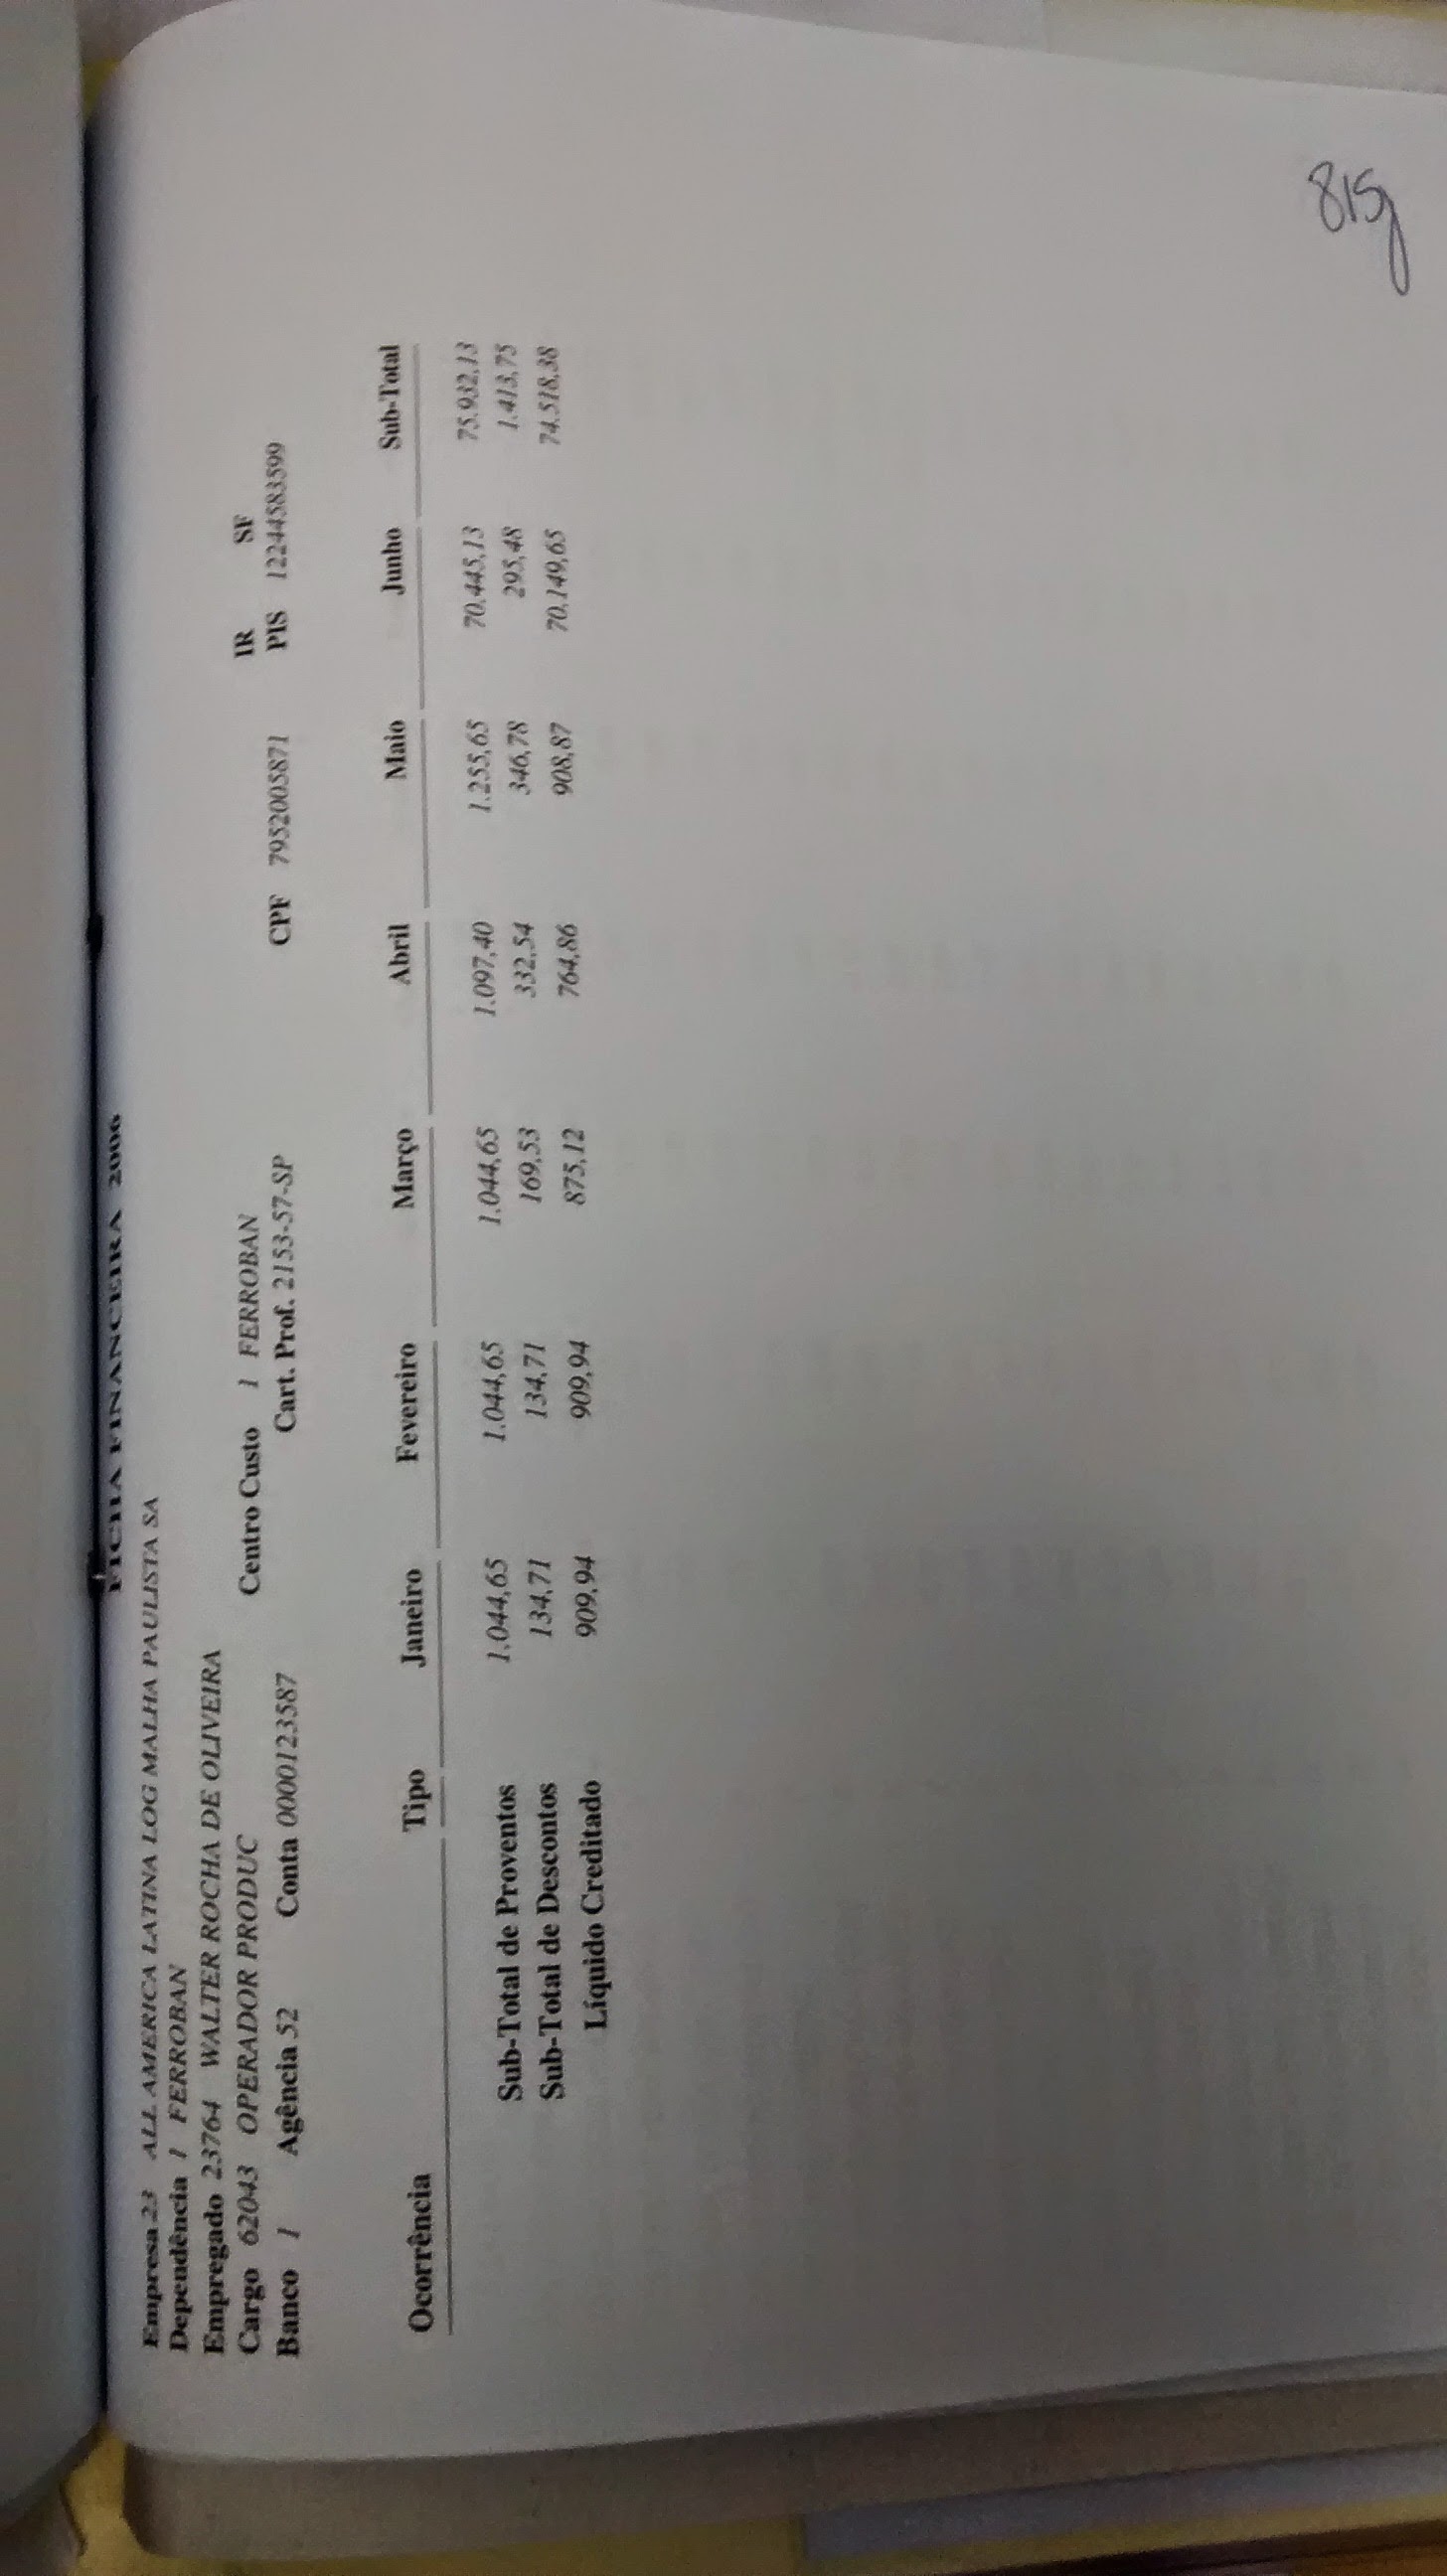 FICHA FINANCEIRA 2006
Empresa 23 ALL AMERICA LATINA LOG MALHA PAULISTA SA
Dependência 1 FERROBAN
Empregado 23764 WALTER ROCHA DE OLIVEIRA
Cargo 62043 OPERADOR PRODUC Centro Custo 1 FERROBAN IR SF
Banco 1 Agência 52 Conta 0000123587 Cart. Prof. 2153-57-SP CPF 7952005871 PIS 12244583599
Ocorrência Tipo Janeiro Fevereiro Março Abril Maio Junho Sub-Total
Sub-Total de Proventos 1.044,65 1.044,65 1.044,65 1.097,40 1.255,65 70.445,13 75.932,13
Sub-Total de Descontos 134,71 134,71 169,53 332,54 346,78 295,48 1.413,75
Líquido Creditado 909,94 909,94 875,12 764,86 908,87 70.149,65 74.518,38
815